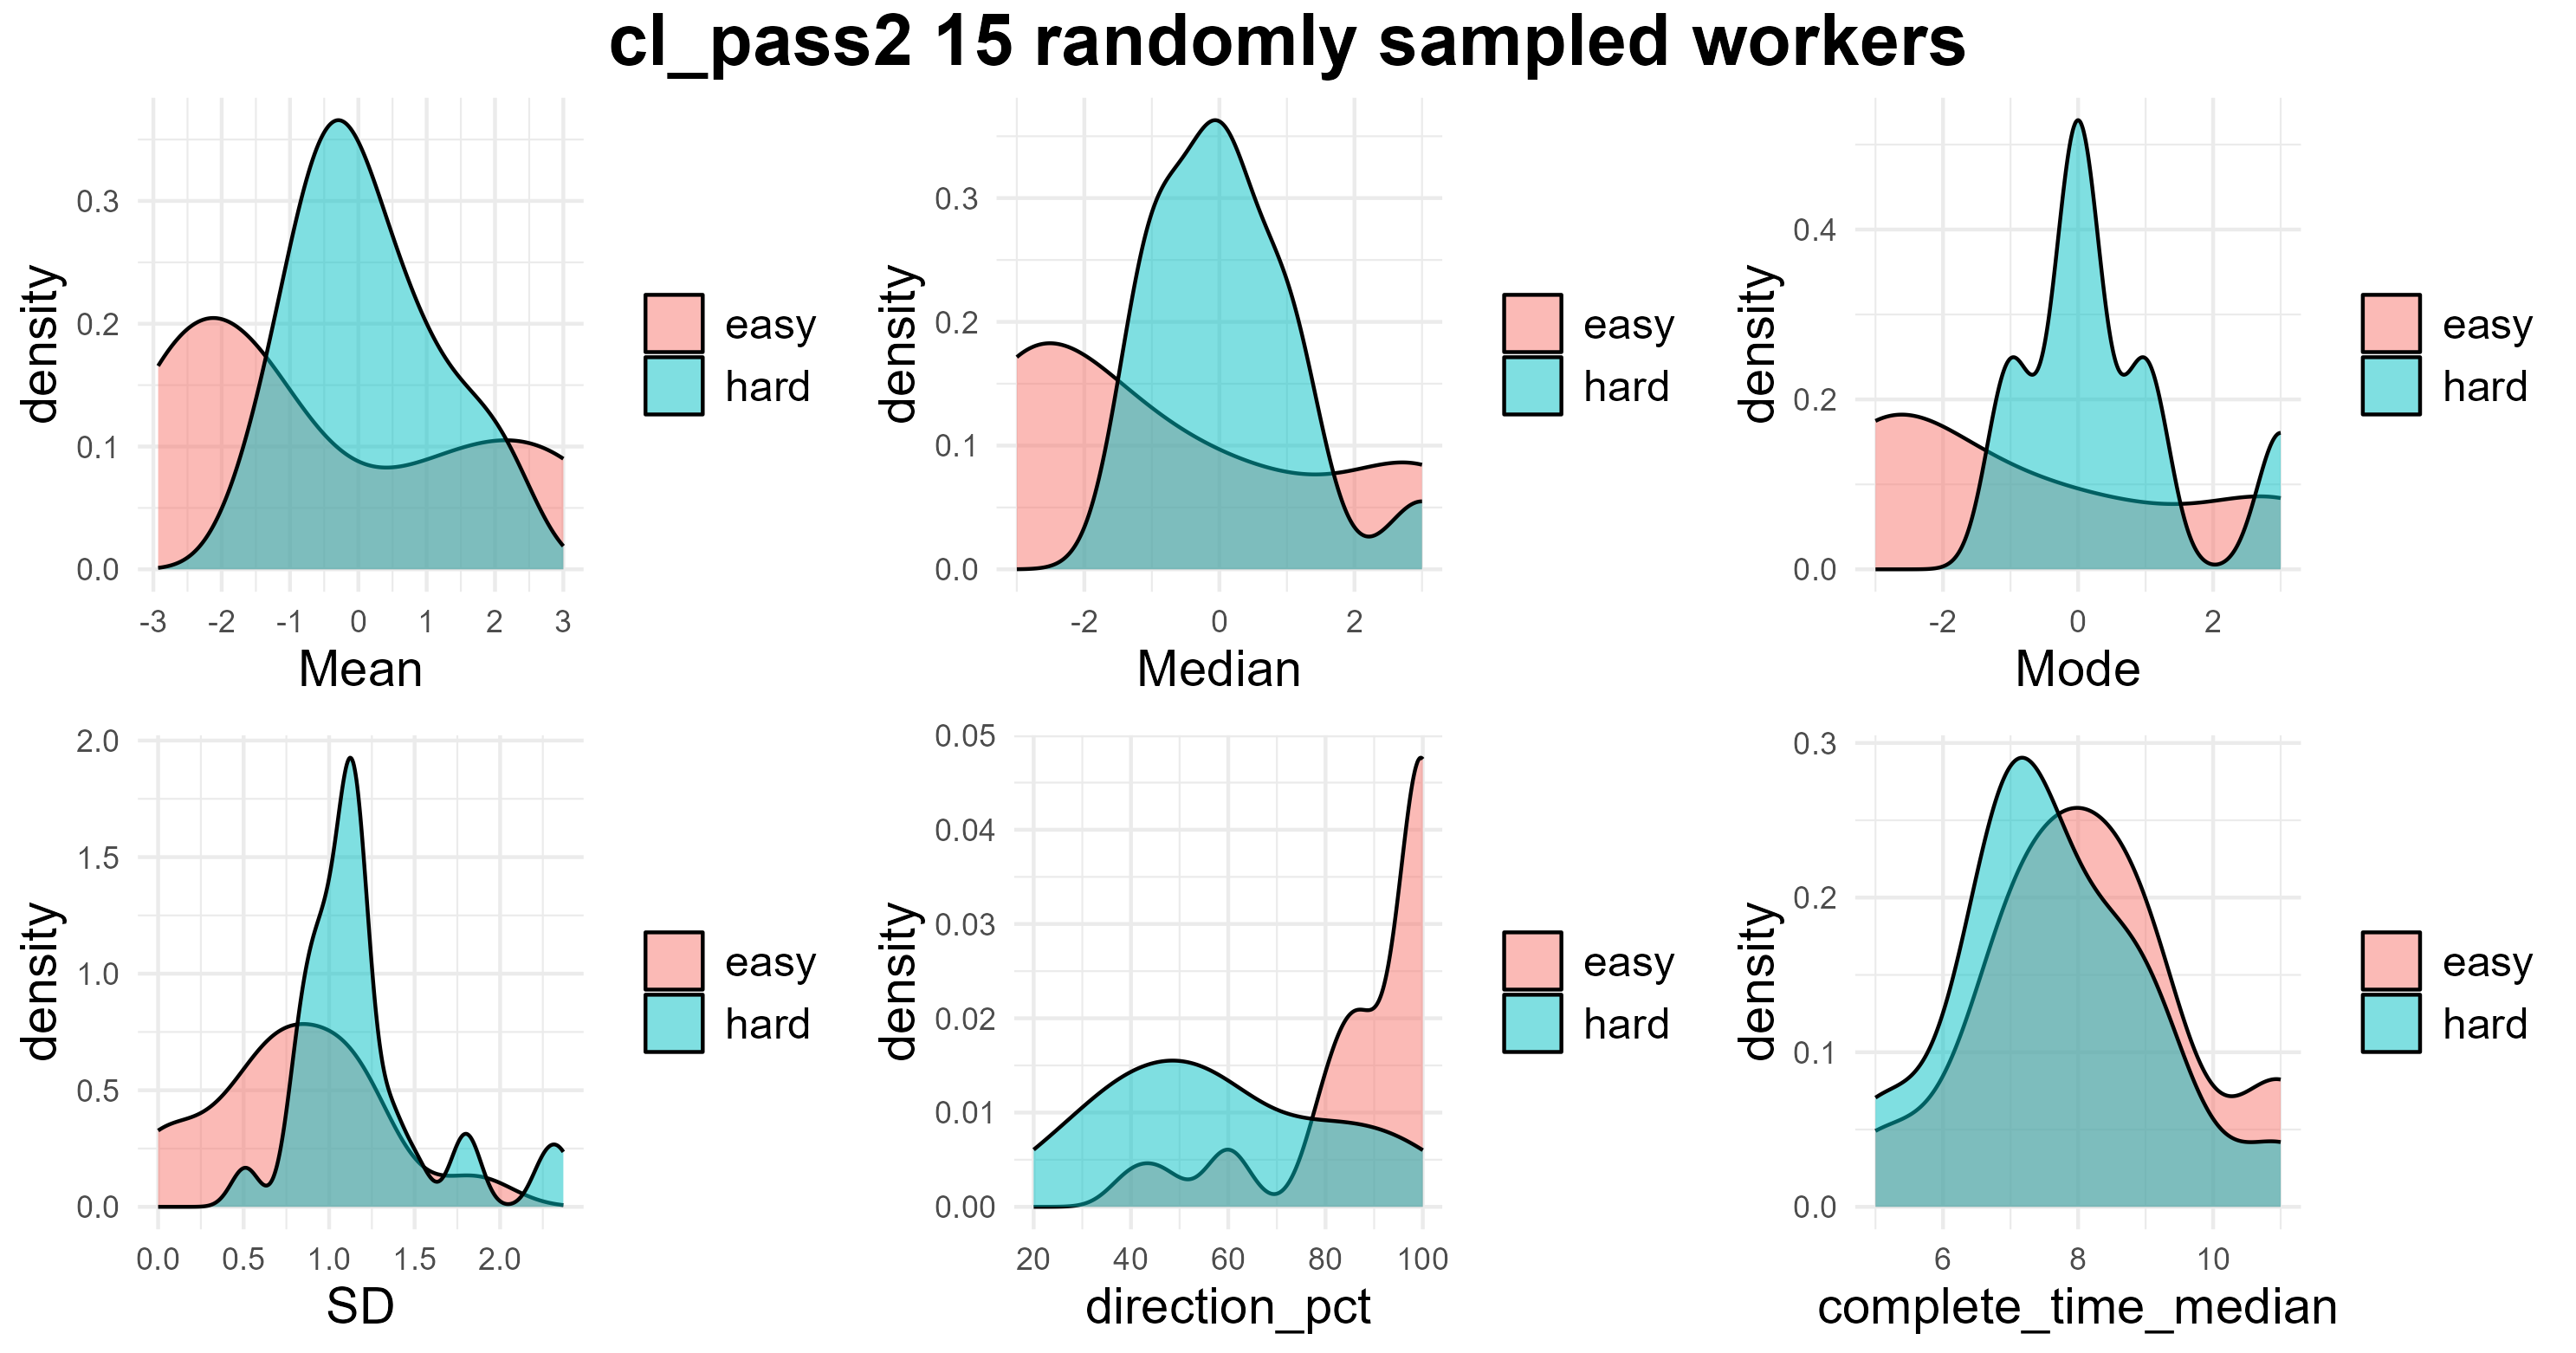 cl_pass2 15 randomly sampled workers
density
0.3
0.2
0.1
0.0
-3 -2 -1 0 1 2 3
Mean
easy
hard
density
0.3
0.2
0.1
0.0
-2 0 2
Median
easy
hard
density
0.4
0.2
0.0
-2 0 2
Mode
easy
hard
density
2.0
1.5
1.0
0.5
0.0
0.0 0.5 1.0 1.5 2.0
SD
easy
hard
density
0.05
0.04
0.03
0.02
0.01
0.00
20 40 60 80 100
direction_pct
easy
hard
density
0.3
0.2
0.1
0.0
6 8 10
complete_time_median
easy
hard